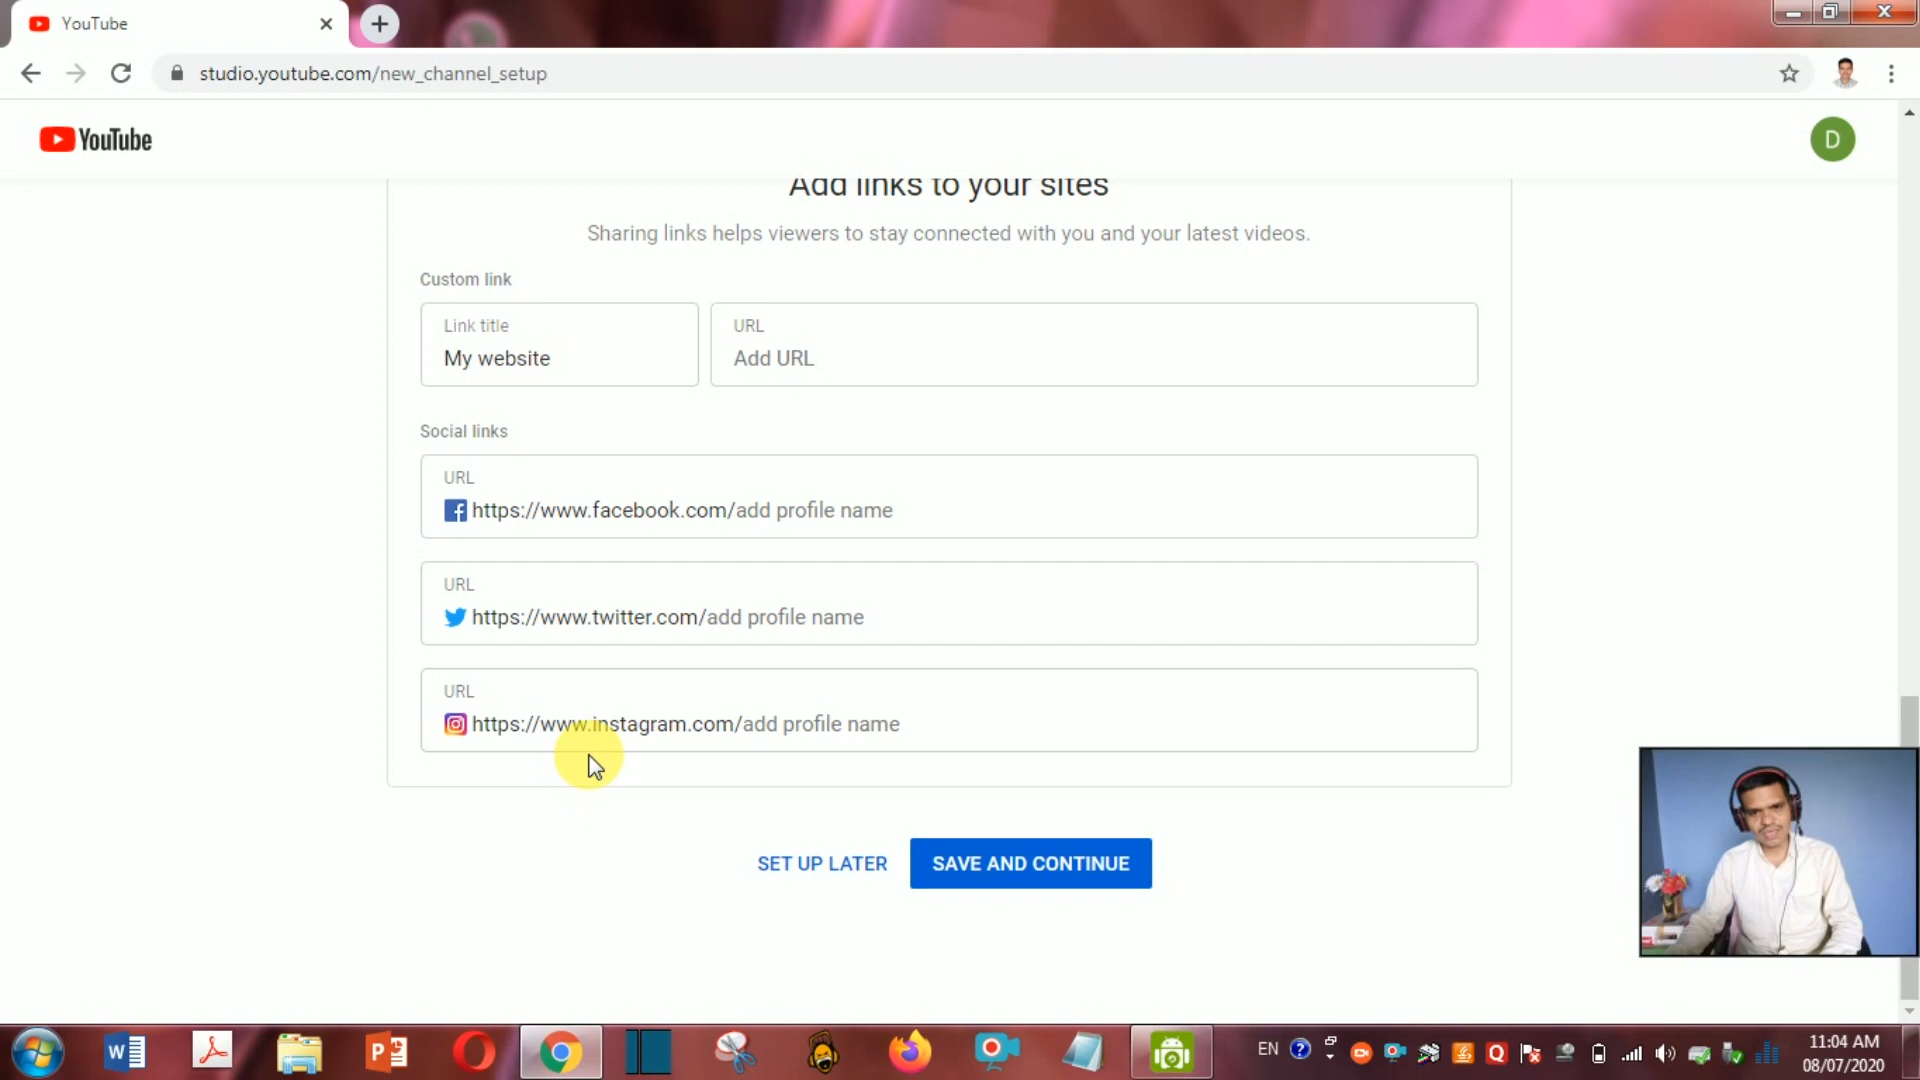 YouTube
studio.youtube.com/new_channel_setup
YouTube
D
Add links to your sites
Sharing links helps viewers to stay connected with you and your latest videos.
Custom link
Link title
My website
URL
Add URL
Social links
URL
https://www.facebook.com/add profile name
URL
https://www.twitter.com/add profile name
URL
https://www.instagram.com/add profile name
SET UP LATER
SAVE AND CONTINUE
EN
11:04 AM
08/07/2020